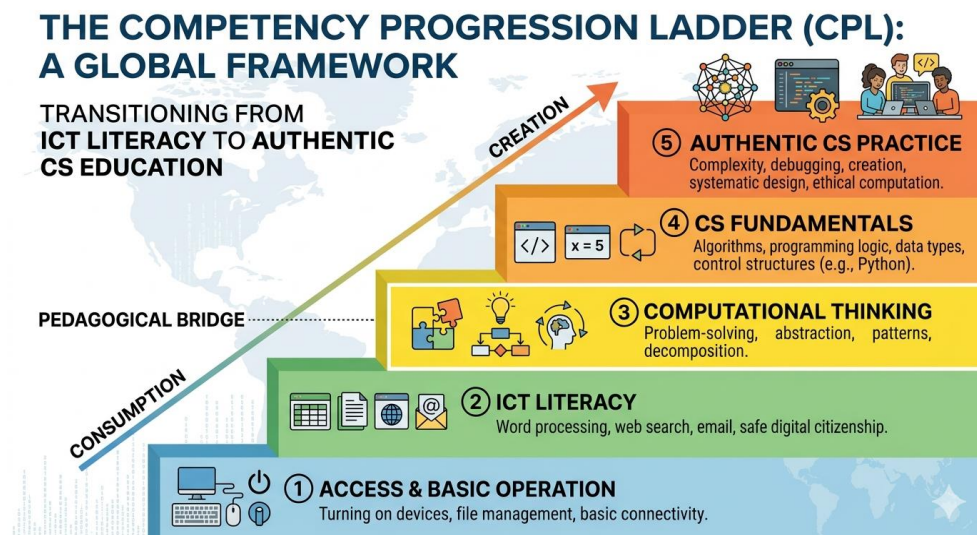 THE COMPETENCY PROGRESSION LADDER (CPL):
A GLOBAL FRAMEWORK
TRANSITIONING FROM
ICT LITERACY TO AUTHENTIC
CS EDUCATION
CREATION
</>
⑤ AUTHENTIC CS PRACTICE
Complexity, debugging, creation,
systematic design, ethical computation.
</>
x = 5
④ CS FUNDAMENTALS
Algorithms, programming logic, data types,
control structures (e.g., Python).
PEDAGOGICAL BRIDGE
③ COMPUTATIONAL THINKING
Problem-solving, abstraction, patterns,
decomposition.
CONSUMPTION
@
② ICT LITERACY
Word processing, web search, email, safe digital citizenship.
① ACCESS & BASIC OPERATION
Turning on devices, file management, basic connectivity.